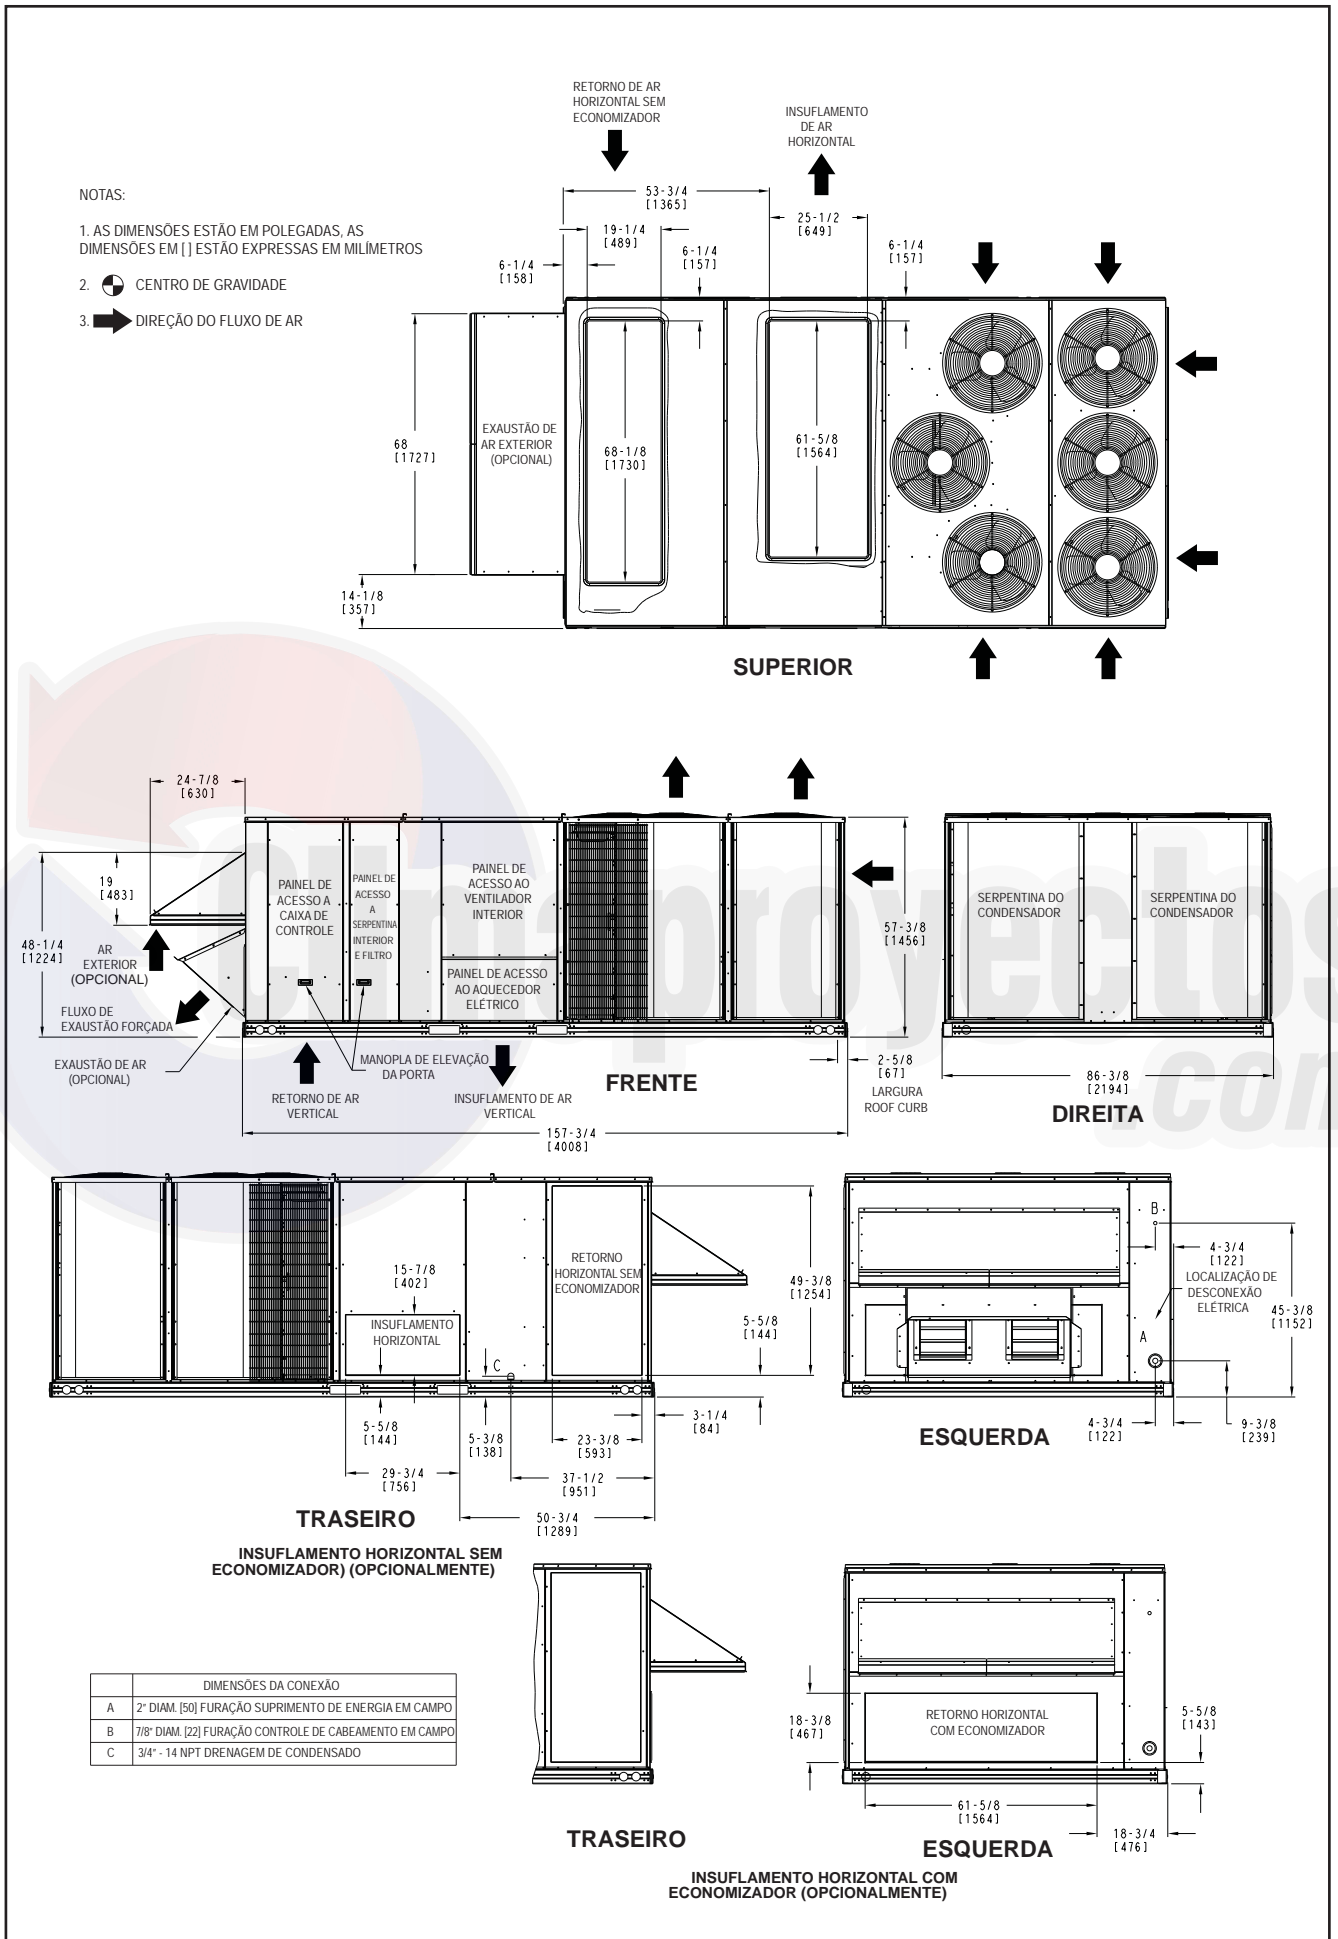 RETORNO DE AR
HORIZONTAL SEM
ECONOMIZADOR
INSUFLAMENTO
DE AR
HORIZONTAL
NOTAS:
1. AS DIMENSÕES ESTÃO EM POLEGADAS, AS
DIMENSÕES EM [ ] ESTÃO EXPRESSAS EM MILÍMETROS
2. CENTRO DE GRAVIDADE
3. DIREÇÃO DO FLUXO DE AR
53-3/4
[1365]
25-1/2
[649]
19-1/4
[489]
6-1/4
[157]
6-1/4
[157]
6-1/4
[158]
EXAUSTÃO DE
AR EXTERIOR
(OPCIONAL)
68
[1727]
68-1/8
[1730]
61-5/8
[1564]
14-1/8
[357]
SUPERIOR
24-7/8
[630]
19
[483]
48-1/4
[1224]
AR
EXTERIOR
(OPCIONAL)
FLUXO DE
EXAUSTÃO FORÇADA
EXAUSTÃO DE AR
(OPCIONAL)
PAINEL DE
ACESSO A
CAIXA DE
CONTROLE
PAINEL DE
ACESSO
A
SERPENTINA
INTERIOR
E FILTRO
PAINEL DE
ACESSO AO
VENTILADOR
INTERIOR
PAINEL DE ACESSO
AO AQUECEDOR
ELÉTRICO
57-3/8
[1456]
SERPENTINA DO
CONDENSADOR
SERPENTINA DO
CONDENSADOR
MANOPLA DE ELEVAÇÃO
DA PORTA
RETORNO DE AR
VERTICAL
INSUFLAMENTO DE AR
VERTICAL
FRENTE
2-5/8
[67]
LARGURA
ROOF CURB
86-3/8
[2194]
DIREITA
157-3/4
[4008]
Climaproyectos
.com
15-7/8
[402]
INSUFLAMENTO
HORIZONTAL
RETORNO
HORIZONTAL SEM
ECONOMIZADOR
C
49-3/8
[1254]
5-5/8
[144]
5-5/8
[144]
5-3/8
[138]
23-3/8
[593]
3-1/4
[84]
29-3/4
[756]
37-1/2
[951]
50-3/4
[1289]
TRASEIRO
INSUFLAMENTO HORIZONTAL SEM
ECONOMIZADOR) (OPCIONALMENTE)
B
4-3/4
[122]
LOCALIZAÇÃO DE
DESCONEXÃO
ELÉTRICA
A
45-3/8
[1152]
4-3/4
[122]
9-3/8
[239]
ESQUERDA
DIMENSÕES DA CONEXÃO
A 2" DIAM. [50] FURAÇÃO SUPRIMENTO DE ENERGIA EM CAMPO
B 7/8" DIAM. [22] FURAÇÃO CONTROLE DE CABEAMENTO EM CAMPO
C 3/4" - 14 NPT DRENAGEM DE CONDENSADO
TRASEIRO
18-3/8
[467]
RETORNO HORIZONTAL
COM ECONOMIZADOR
5-5/8
[143]
61-5/8
[1564]
18-3/4
[476]
ESQUERDA
INSUFLAMENTO HORIZONTAL COM
ECONOMIZADOR (OPCIONALMENTE)